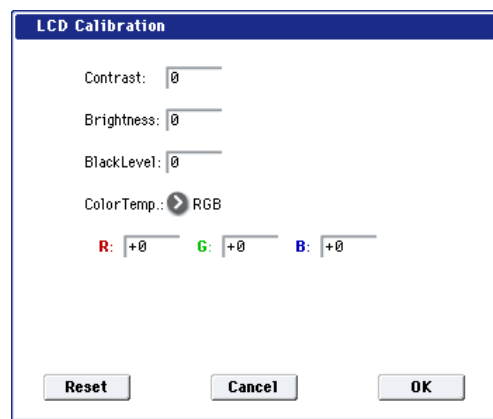 LCD Calibration
Contrast: 0
Brightness: 0
BlackLevel: 0
ColorTemp.: RGB
R: +0 G: +0 B: +0
Reset Cancel OK